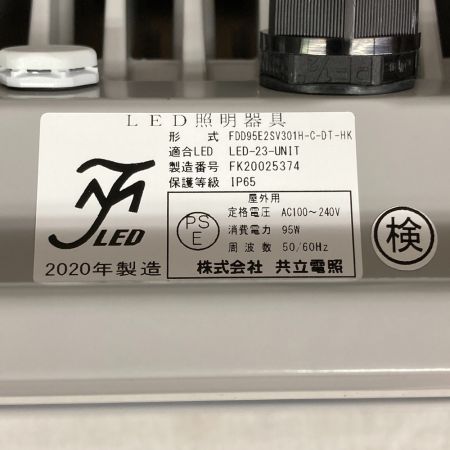 LED照明器具
形式 FDD95E2SV301H-C-DT-HK
適合LED LED-23-UNIT
製造番号 FK20025374
保護等級 IP65
屋外用
定格電圧 AC100～240V
消費電力 95W
周波数 50/60Hz
PS
E
JLED
2020年製造
株式会社 共立電照
検